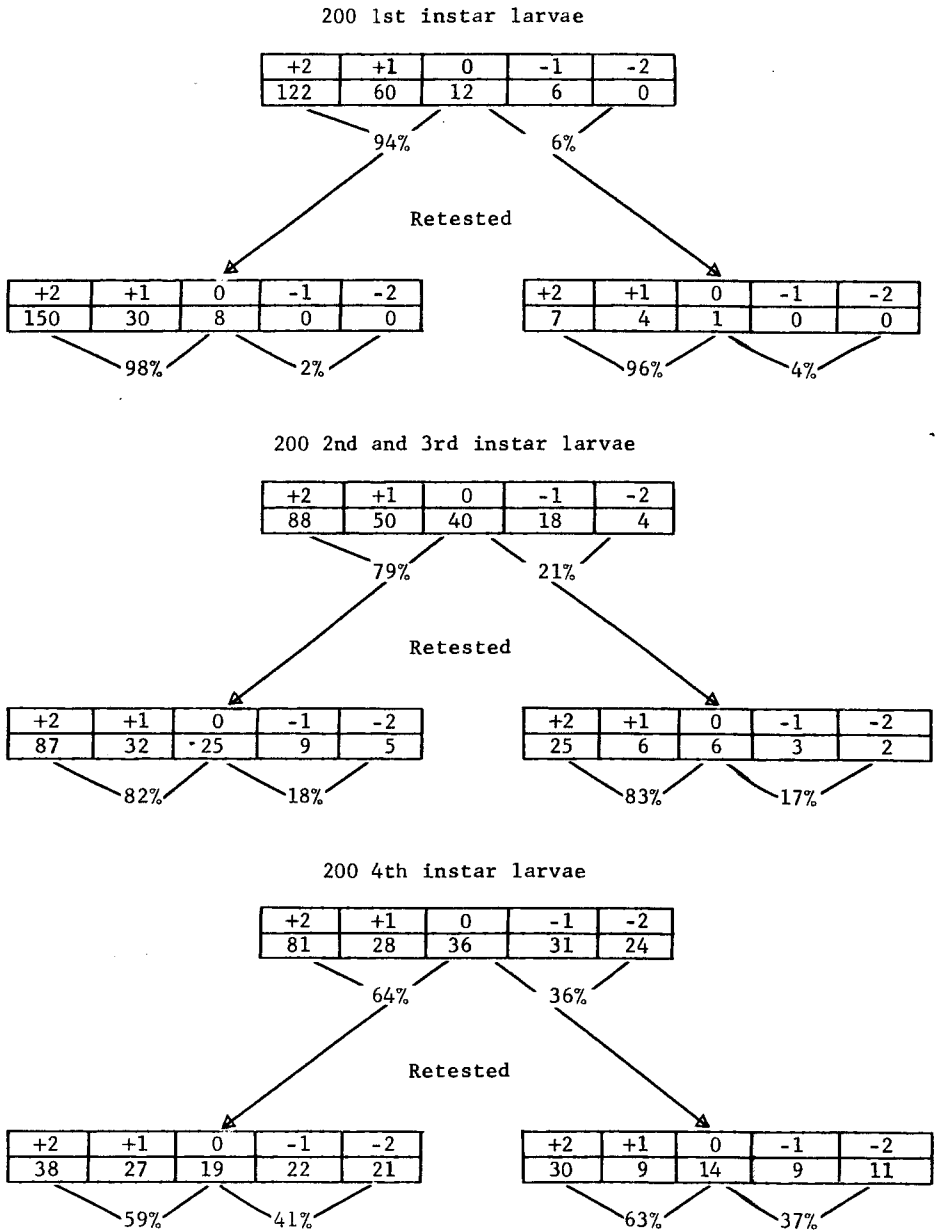 200 1st instar larvae
+2 +1 0 -1 -2
122 60 12 6 0
94% 6%
Retested
+2 +1 0 -1 -2 +2 +1 0 -1 -2
150 30 8 0 0 7 4 1 0 0
98% 2% 96% 4%
200 2nd and 3rd instar larvae
+2 +1 0 -1 -2
88 50 40 18 4
79% 21%
Retested
+2 +1 0 -1 -2 +2 +1 0 -1 -2
87 32 25 9 5 25 6 6 3 2
82% 18% 83% 17%
200 4th instar larvae
+2 +1 0 -1 -2
81 28 36 31 24
64% 36%
Retested
+2 +1 0 -1 -2 +2 +1 0 -1 -2
38 27 19 22 21 30 9 14 9 11
59% 41% 63% 37%